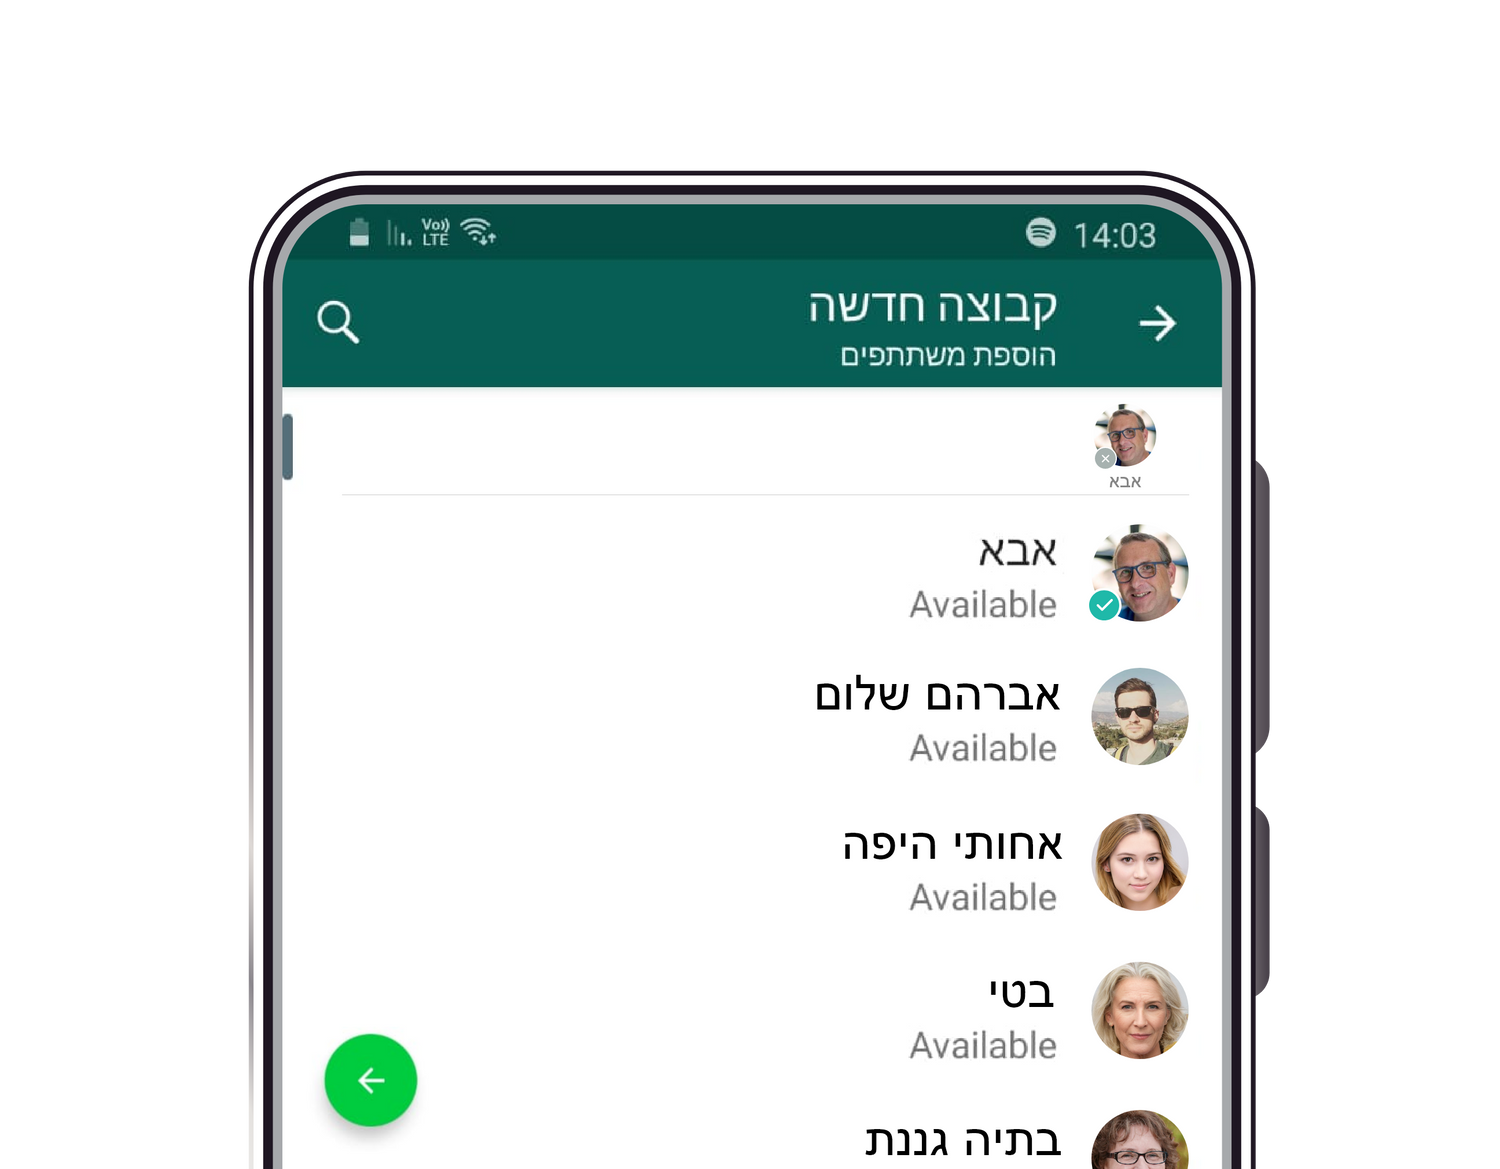 14:03
Vo)) LTE
קבוצה חדשה
הוספת משתתפים
אבא
אבא
Available
אברהם שלום
Available
אחותי היפה
Available
בטי
Available
בתיה גננת